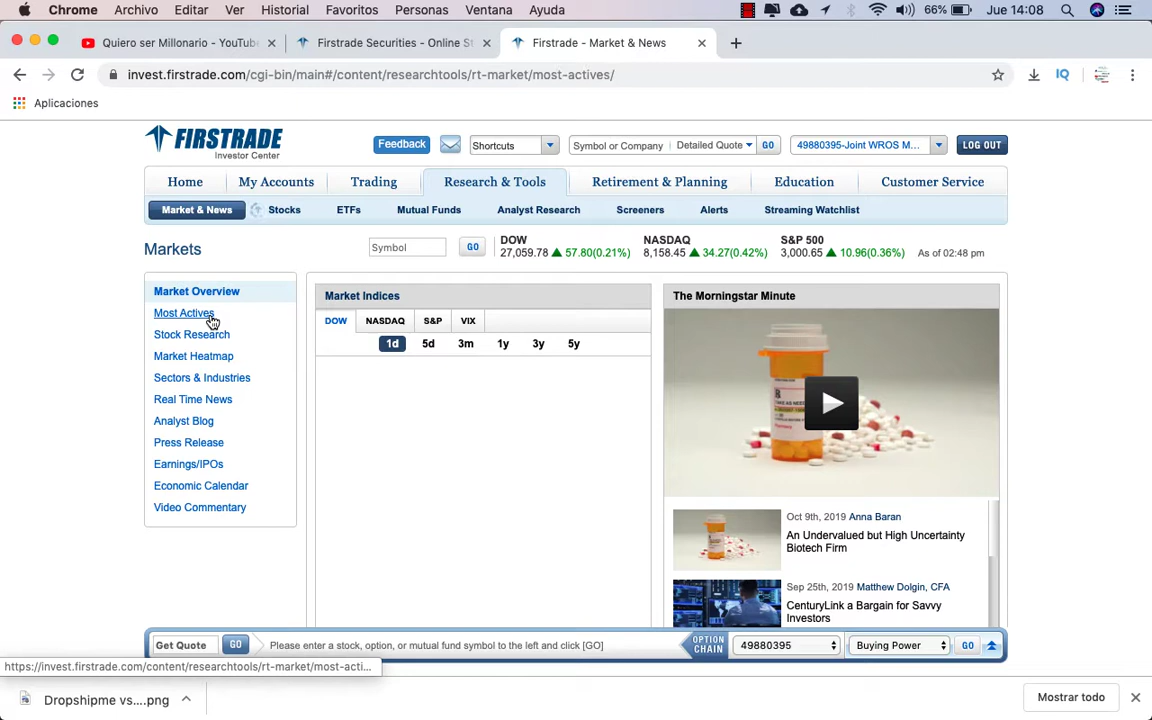 Chrome Archivo Editar Ver Historial Favoritos Personas Ventana Ayuda 66% Jue 14:08
Quiero ser Millonario - YouTube Firstrade Securities - Online St Firstrade - Market & News
invest.firstrade.com/cgi-bin/main#/content/researchtools/rt-market/most-actives/ IQ
Aplicaciones
FIRSTRADE
Investor Center
Feedback Shortcuts Symbol or Company Detailed Quote GO 49880395-Joint WROS M... LOG OUT
Home My Accounts Trading Research & Tools Retirement & Planning Education Customer Service
Market & News Stocks ETFs Mutual Funds Analyst Research Screeners Alerts Streaming Watchlist
Markets Symbol GO
DOW NASDAQ S&P 500
27,059.78 ▲ 57.80(0.21%) 8,158.45 ▲ 34.27(0.42%) 3,000.65 ▲ 10.96(0.36%) As of 02:48 pm
Market Overview
Most Actives
Stock Research
Market Heatmap
Sectors & Industries
Real Time News
Analyst Blog
Press Release
Earnings/IPOs
Economic Calendar
Video Commentary
Market Indices
DOW NASDAQ S&P VIX
1d 5d 3m 1y 3y 5y
The Morningstar Minute
Oct 9th, 2019 Anna Baran
An Undervalued but High Uncertainty
Biotech Firm
Sep 25th, 2019 Matthew Dolgin, CFA
CenturyLink a Bargain for Savvy
Investors
Get Quote GO Please enter a stock, option, or mutual fund symbol to the left and click [GO] OPTION CHAIN 49880395 Buying Power GO
https://invest.firstrade.com/content/researchtools/rt-market/most-acti...
Dropshipme vs....png Mostrar todo